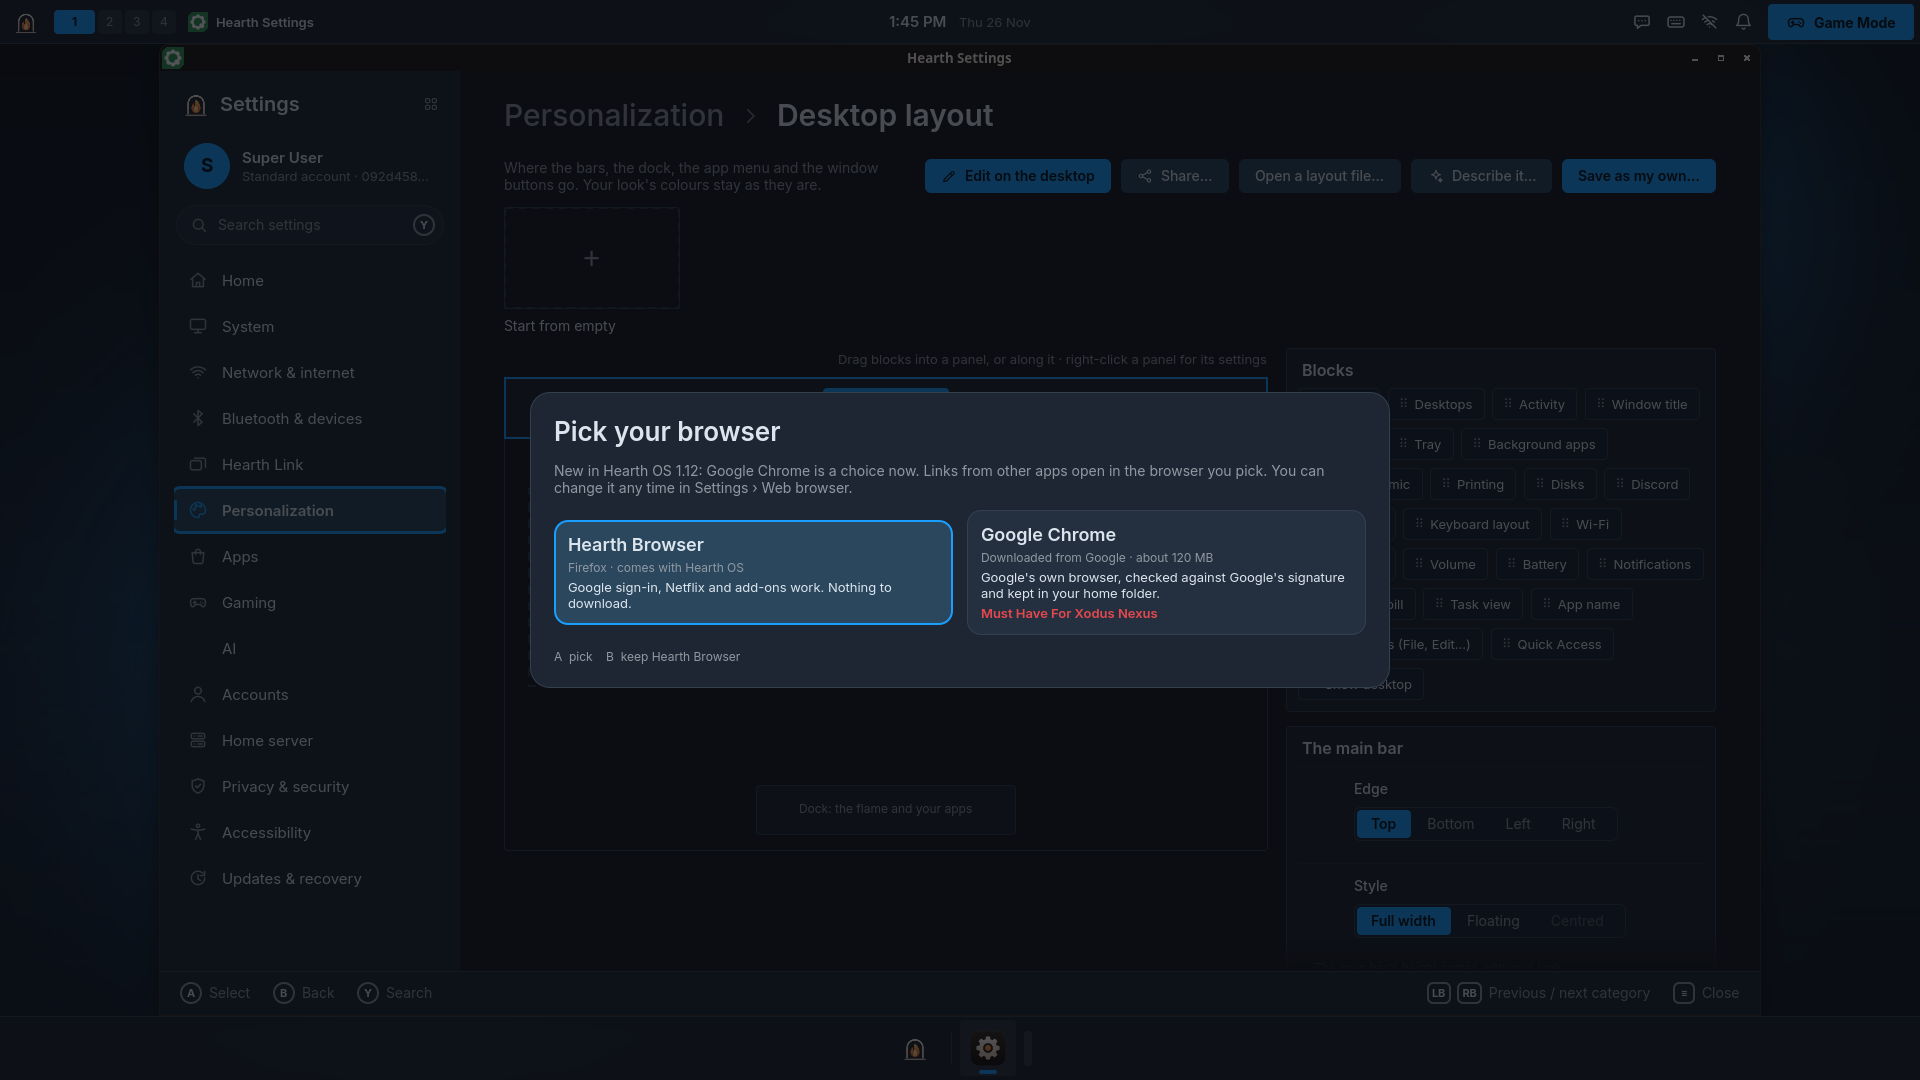 1 2 3 4 Hearth Settings 1:45 PM Thu 26 Nov Game Mode
Hearth Settings
Settings
S
Super User
Standard account · 092d458...
Search settings Y
Home
System
Network & internet
Bluetooth & devices
Hearth Link
Personalization
Apps
Gaming
AI
Accounts
Home server
Privacy & security
Accessibility
Updates & recovery
Personalization › Desktop layout
Where the bars, the dock, the app menu and the window
buttons go. Your look's colours stay as they are.
Edit on the desktop Share... Open a layout file... Describe it... Save as my own...
+
Start from empty
Drag blocks into a panel, or along it · right-click a panel for its settings
Pick your browser
New in Hearth OS 1.12: Google Chrome is a choice now. Links from other apps open in the browser you pick. You can
change it any time in Settings › Web browser.
Hearth Browser
Firefox · comes with Hearth OS
Google sign-in, Netflix and add-ons work. Nothing to
download.
Google Chrome
Downloaded from Google · about 120 MB
Google's own browser, checked against Google's signature
and kept in your home folder.
Must Have For Xodus Nexus
A pick B keep Hearth Browser
Dock: the flame and your apps
Blocks
Desktops Activity Window title
Tray Background apps
Printing Disks Discord
Keyboard layout Wi-Fi
Volume Battery Notifications
Task view App name
(File, Edit...) Quick Access
The main bar
Edge
Top Bottom Left Right
Style
Full width Floating Centred
A Select B Back Y Search LB RB Previous / next category Close